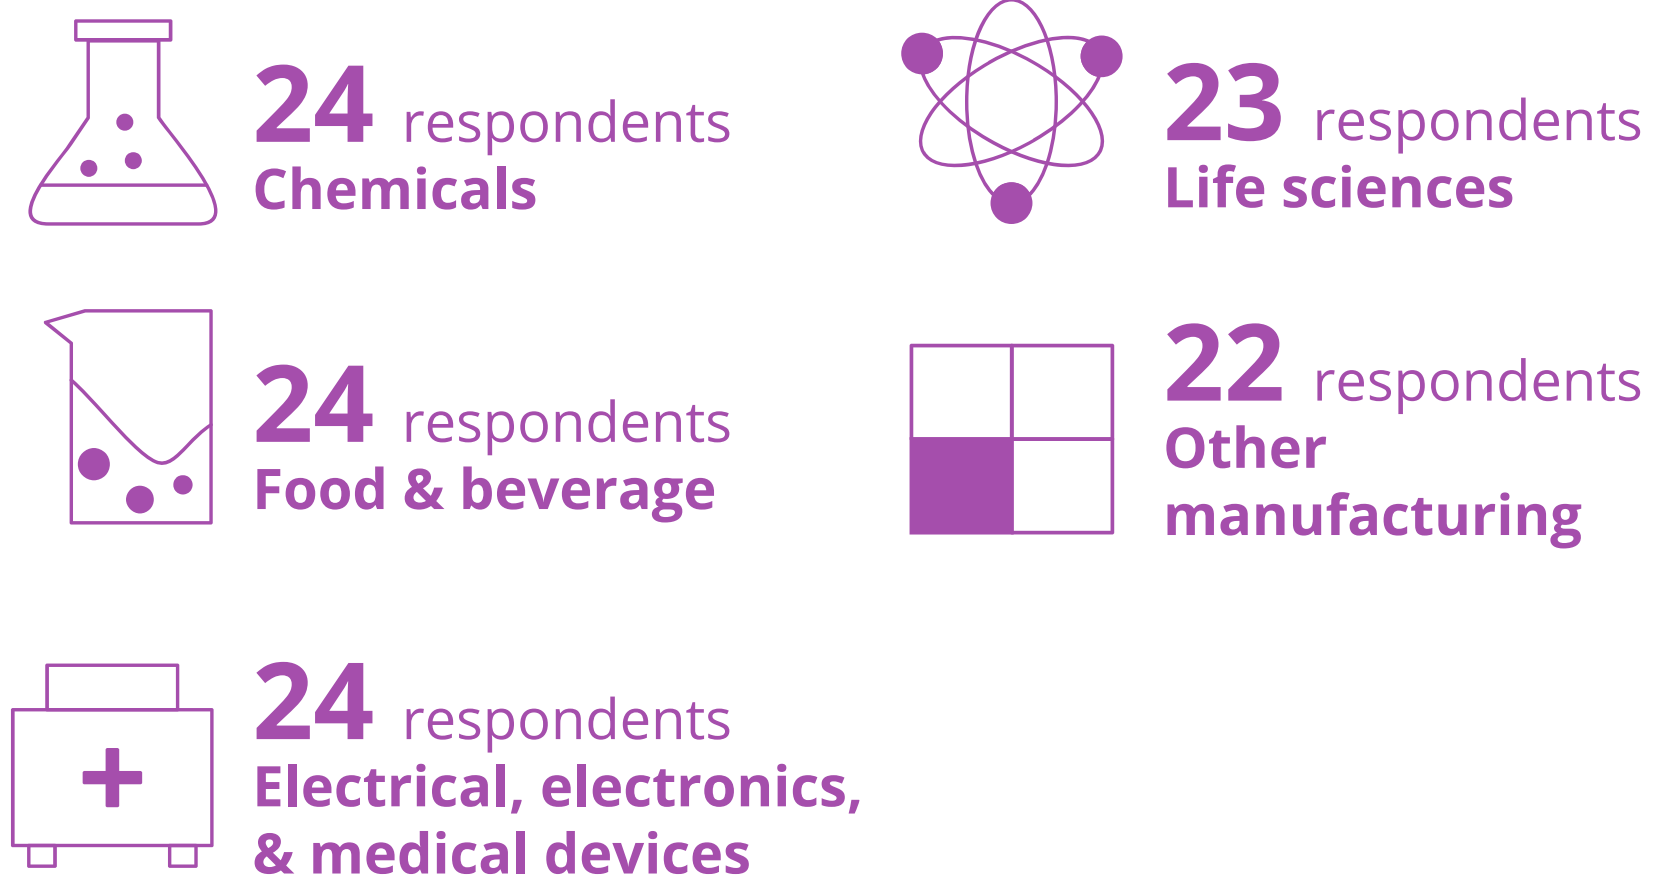 24 respondents
Chemicals
24 respondents
Food & beverage
24 respondents
Electrical, electronics,
& medical devices
23 respondents
Life sciences
22 respondents
Other
manufacturing